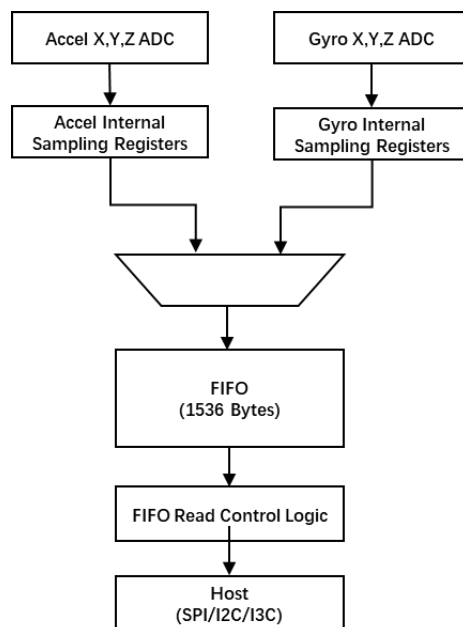 Accel X,Y,Z ADC
Gyro X,Y,Z ADC
Accel Internal
Sampling Registers
Gyro Internal
Sampling Registers
FIFO
(1536 Bytes)
FIFO Read Control Logic
Host
(SPI/I2C/I3C)